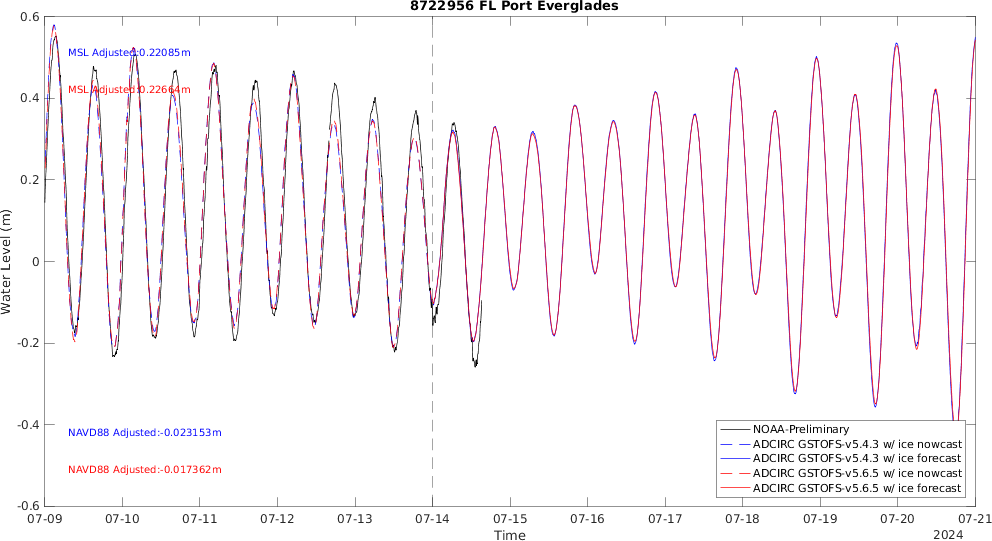 8722956 FL Port Everglades
0.6
0.4
0.2
0
-0.2
-0.4
-0.6
Water Level (m)
MSL Adjusted:0.22085m
MSL Adjusted:0.22664m
NAVD88 Adjusted:-0.023153m
NAVD88 Adjusted:-0.017362m
NOAA-Preliminary
ADCIRC GSTOFS-v5.4.3 w/ ice nowcast
ADCIRC GSTOFS-v5.4.3 w/ ice forecast
ADCIRC GSTOFS-v5.6.5 w/ ice nowcast
ADCIRC GSTOFS-v5.6.5 w/ ice forecast
07-09 07-10 07-11 07-12 07-13 07-14 07-15 07-16 07-17 07-18 07-19 07-20 07-21
Time
2024